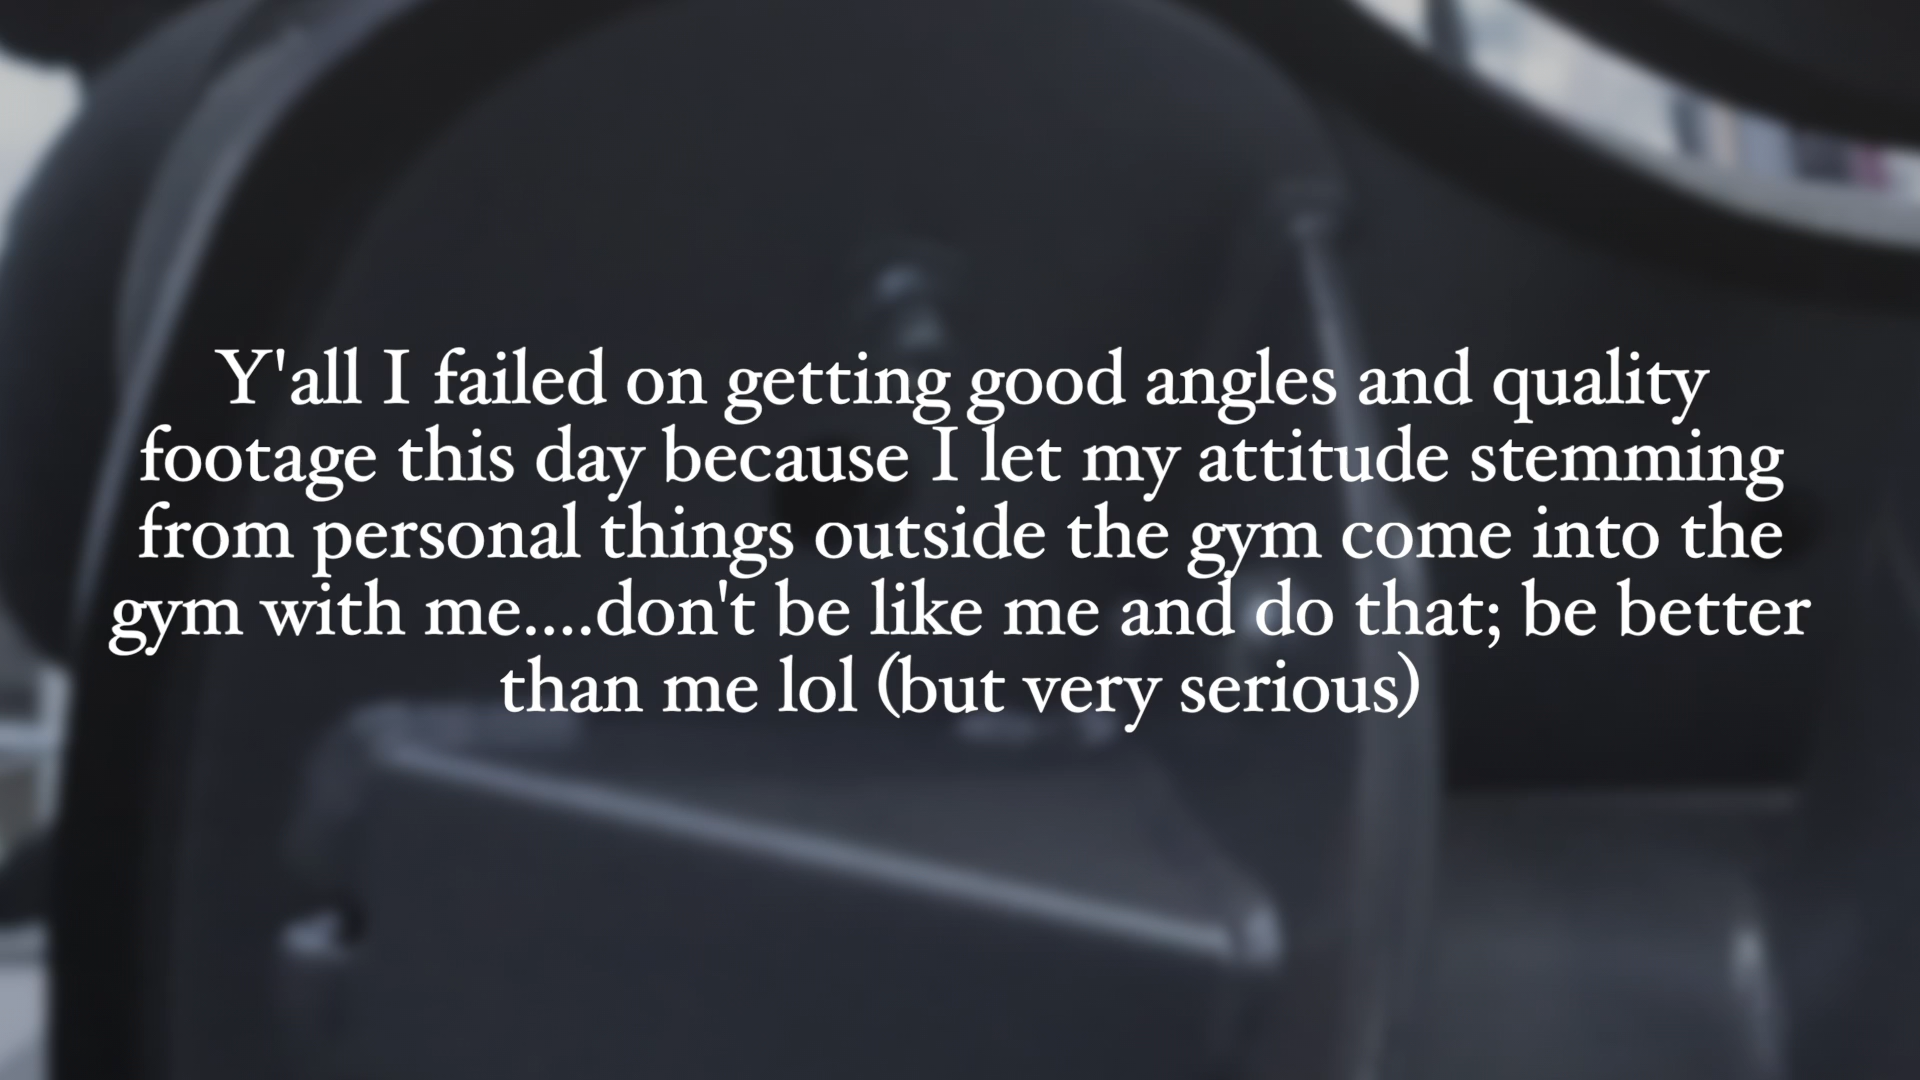 Y'all I failed on getting good angles and quality
footage this day because I let my attitude stemming
from personal things outside the gym come into the
gym with me....don't be like me and do that; be better
than me lol (but very serious)